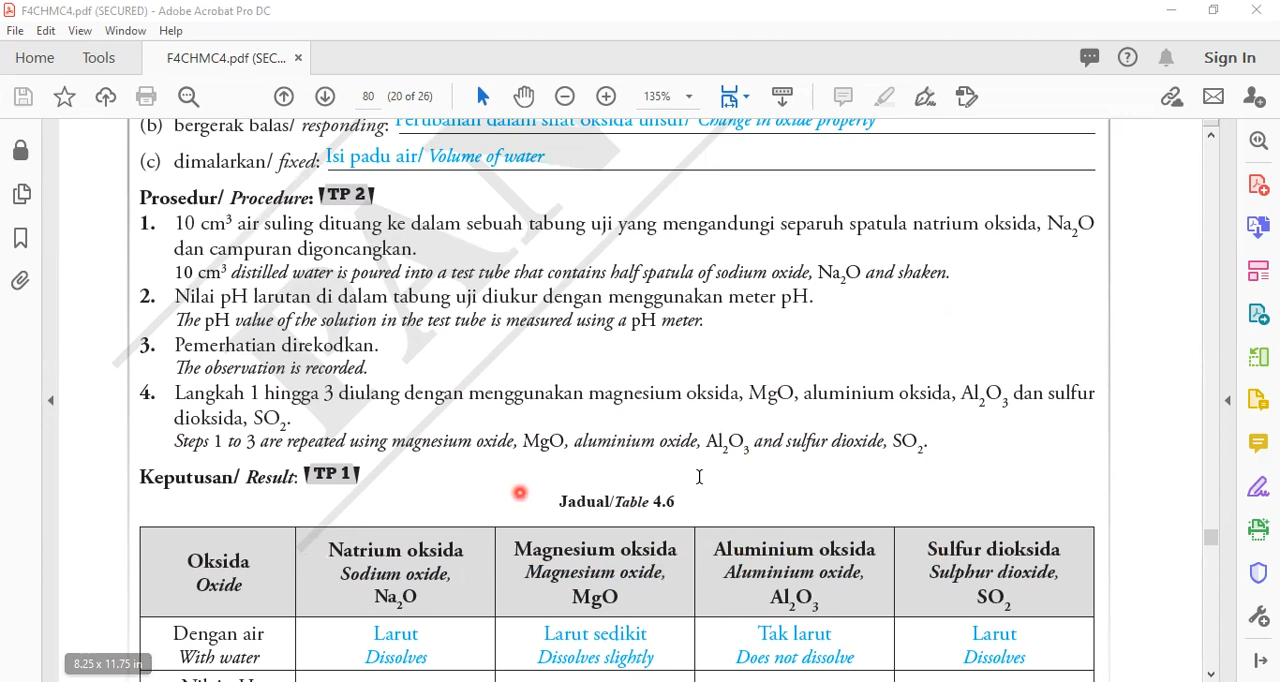 F4CHMC4.pdf (SECURED) - Adobe Acrobat Pro DC
File Edit View Window Help
Home Tools F4CHMC4.pdf (SEC... × Sign In
80 (20 of 26) 135%
(b) bergerak balas/ responding: Perubahan dalam sifat oksida unsur/ Change in oxide property
(c) dimalarkan/ fixed: Isi padu air/ Volume of water
Prosedur/ Procedure: TP 2
1. 10 cm³ air suling dituang ke dalam sebuah tabung uji yang mengandungi separuh spatula natrium oksida, Na₂O
dan campuran digoncangkan.
10 cm³ distilled water is poured into a test tube that contains half spatula of sodium oxide, Na₂O and shaken.
2. Nilai pH larutan di dalam tabung uji diukur dengan menggunakan meter pH.
The pH value of the solution in the test tube is measured using a pH meter.
3. Pemerhatian direkodkan.
The observation is recorded.
4. Langkah 1 hingga 3 diulang dengan menggunakan magnesium oksida, MgO, aluminium oksida, Al₂O₃ dan sulfur
dioksida, SO₂.
Steps 1 to 3 are repeated using magnesium oxide, MgO, aluminium oxide, Al₂O₃ and sulfur dioxide, SO₂.
Keputusan/ Result: TP 1
Jadual/Table 4.6
Oksida Natrium oksida Magnesium oksida Aluminium oksida Sulfur dioksida
Oxide Sodium oxide, Magnesium oxide, Aluminium oxide, Sulphur dioxide,
Na₂O MgO Al₂O₃ SO₂
Dengan air Larut Larut sedikit Tak larut Larut
With water Dissolves Dissolves slightly Does not dissolve Dissolves
8.25 x 11.75 in